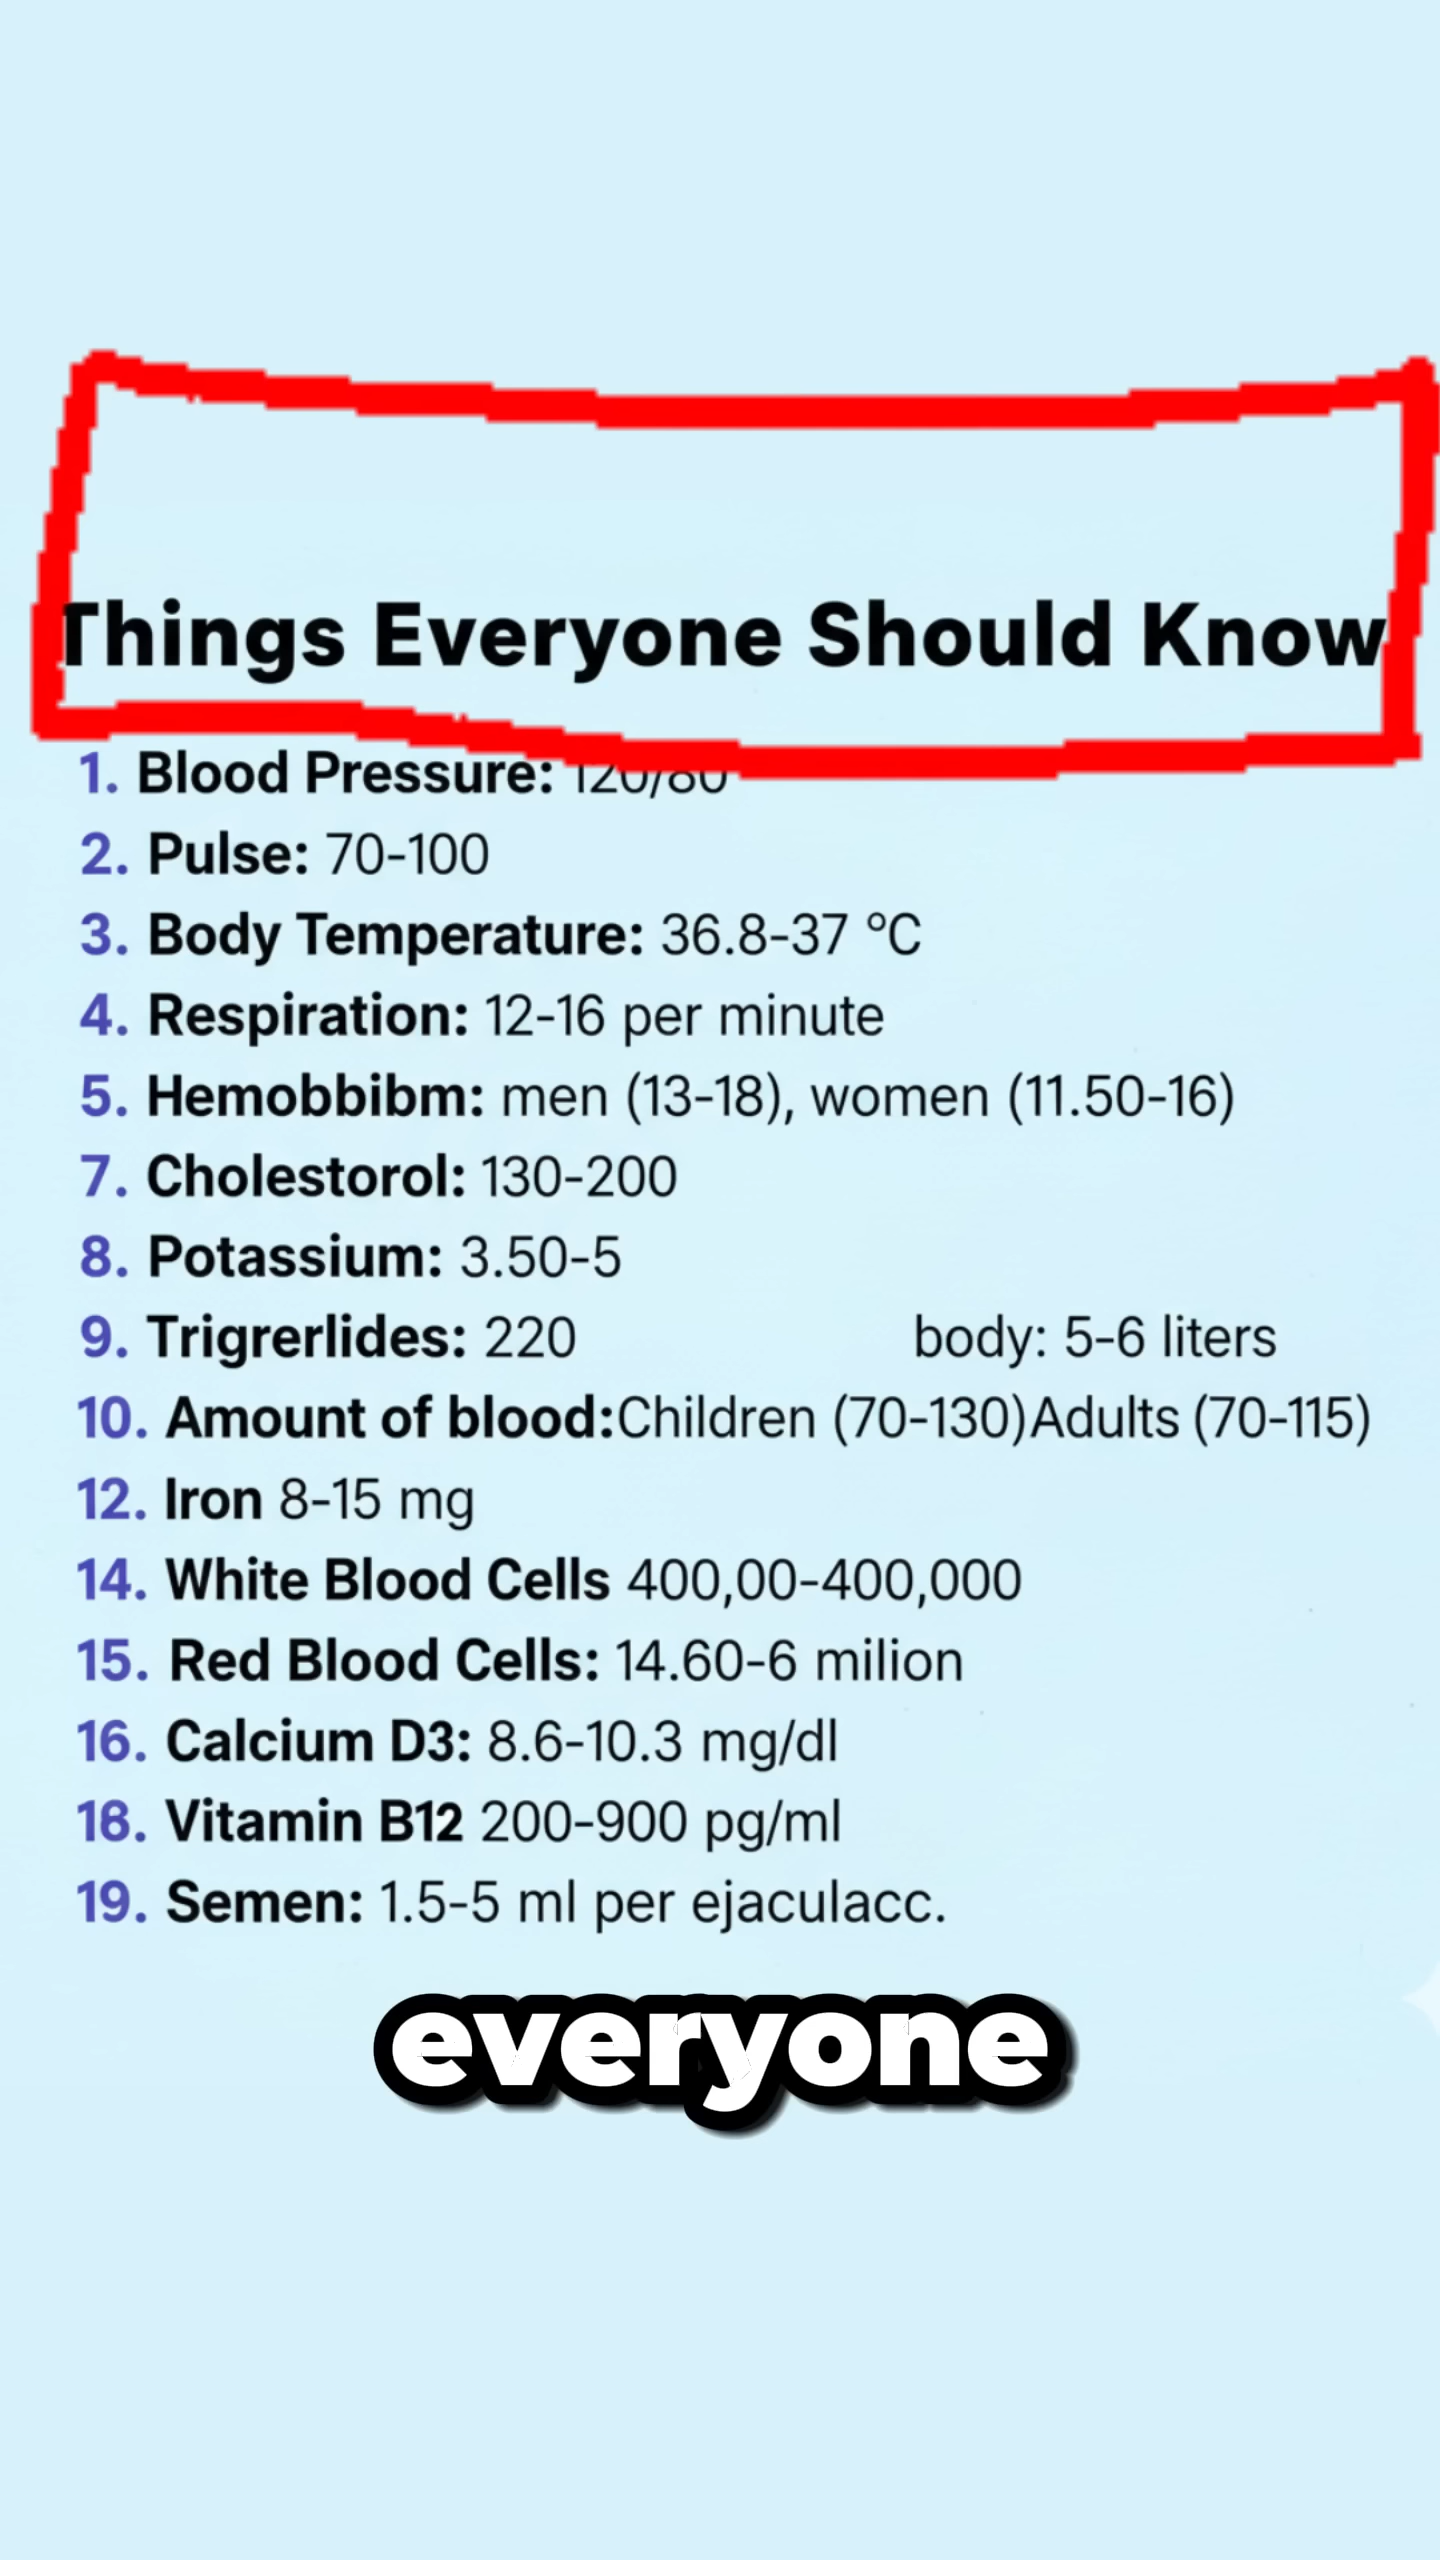 Things Everyone Should Know
1. Blood Pressure: 120/80
2. Pulse: 70-100
3. Body Temperature: 36.8-37 °C
4. Respiration: 12-16 per minute
5. Hemobbibm: men (13-18), women (11.50-16)
7. Cholestorol: 130-200
8. Potassium: 3.50-5
9. Trigrerlides: 220 body: 5-6 liters
10. Amount of blood:Children (70-130)Adults (70-115)
12. Iron 8-15 mg
14. White Blood Cells 400,00-400,000
15. Red Blood Cells: 14.60-6 milion
16. Calcium D3: 8.6-10.3 mg/dl
18. Vitamin B12 200-900 pg/ml
19. Semen: 1.5-5 ml per ejaculacc.
everyone